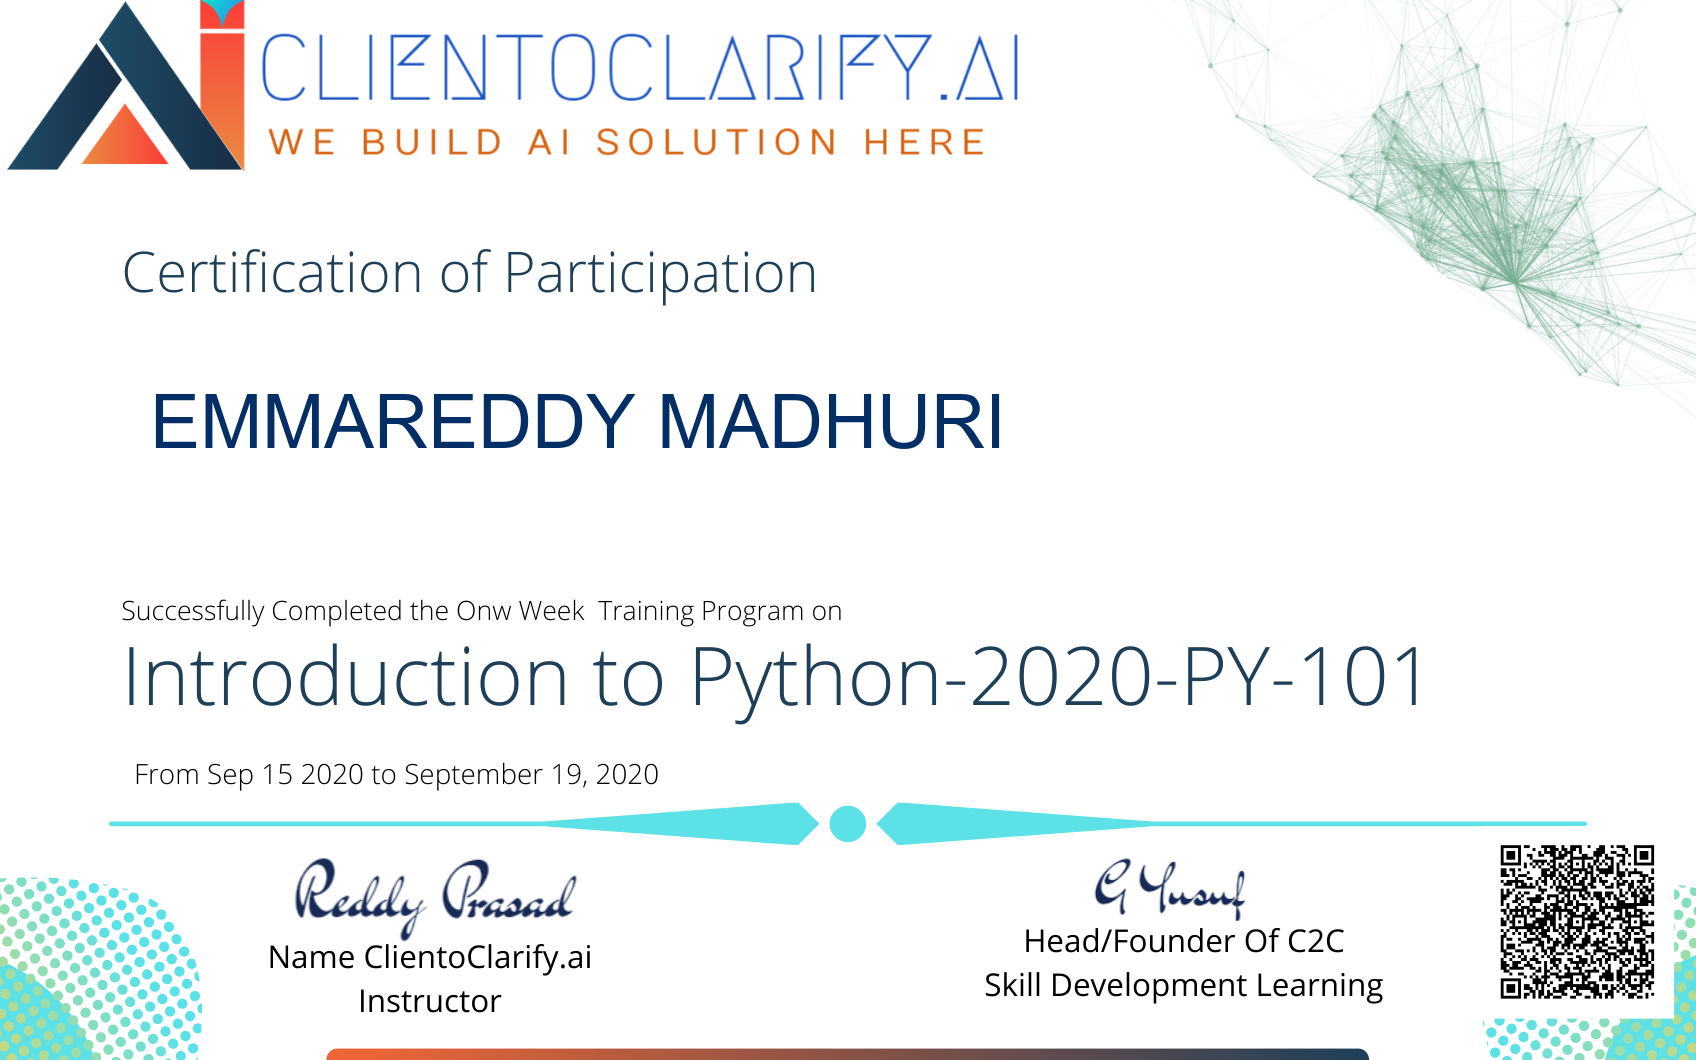 CLIENTOCLARIFY.AI
WE BUILD AI SOLUTION HERE
Certification of Participation
EMMAREDDY MADHURI
Successfully Completed the Onw Week  Training Program on
Introduction to Python-2020-PY-101
From Sep 15 2020 to September 19, 2020
Reddy Prasad
Name ClientoClarify.ai
Instructor
G Yusuf
Head/Founder Of C2C
Skill Development Learning